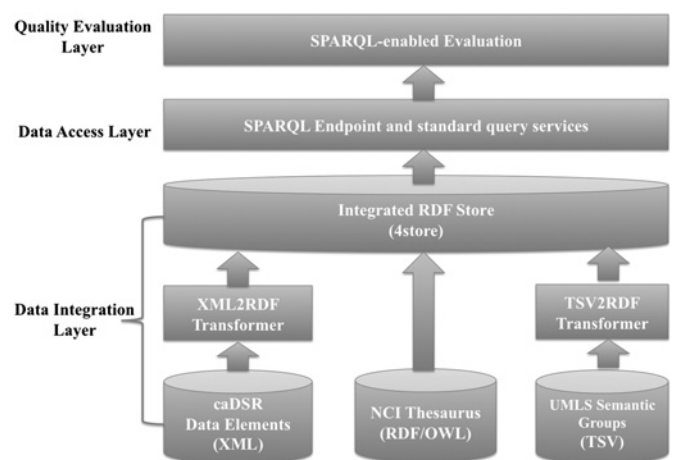 Quality Evaluation
Layer
SPARQL-enabled Evaluation
Data Access Layer
SPARQL Endpoint and standard query services
Integrated RDF Store
(4store)
Data Integration
Layer
XML2RDF
Transformer
TSV2RDF
Transformer
caDSR
Data Elements
(XML)
NCI Thesaurus
(RDF/OWL)
UMLS Semantic
Groups
(TSV)